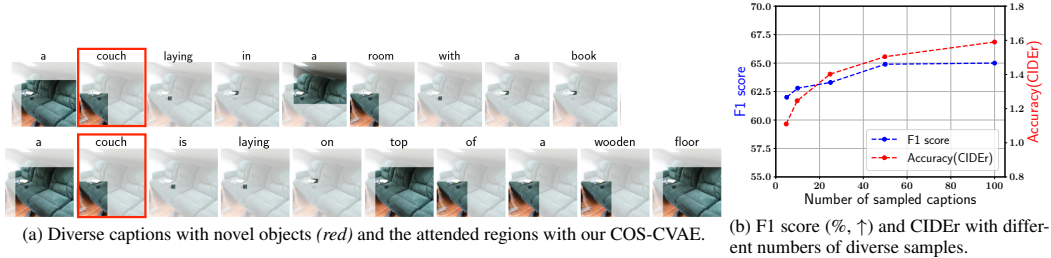 a couch laying in a room with a book
a couch is laying on top of a wooden floor
(a) Diverse captions with novel objects (red) and the attended regions with our COS-CVAE.
70.0
67.5
65.0
62.5
60.0
57.5
55.0
F1 score
1.8
1.6
1.4
1.2
1.0
0.8
Accuracy(CIDEr)
F1 score
Accuracy(CIDEr)
0 20 40 60 80 100
Number of sampled captions
(b) F1 score (%, ↑) and CIDEr with differ-
ent numbers of diverse samples.